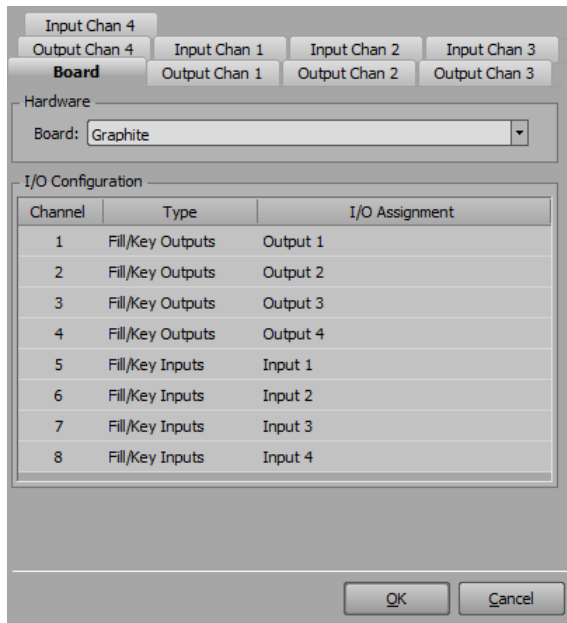 Input Chan 4
Output Chan 4 Input Chan 1 Input Chan 2 Input Chan 3
Board Output Chan 1 Output Chan 2 Output Chan 3
Hardware
Board: Graphite
I/O Configuration
Channel Type I/O Assignment
1 Fill/Key Outputs Output 1
2 Fill/Key Outputs Output 2
3 Fill/Key Outputs Output 3
4 Fill/Key Outputs Output 4
5 Fill/Key Inputs Input 1
6 Fill/Key Inputs Input 2
7 Fill/Key Inputs Input 3
8 Fill/Key Inputs Input 4
OK Cancel